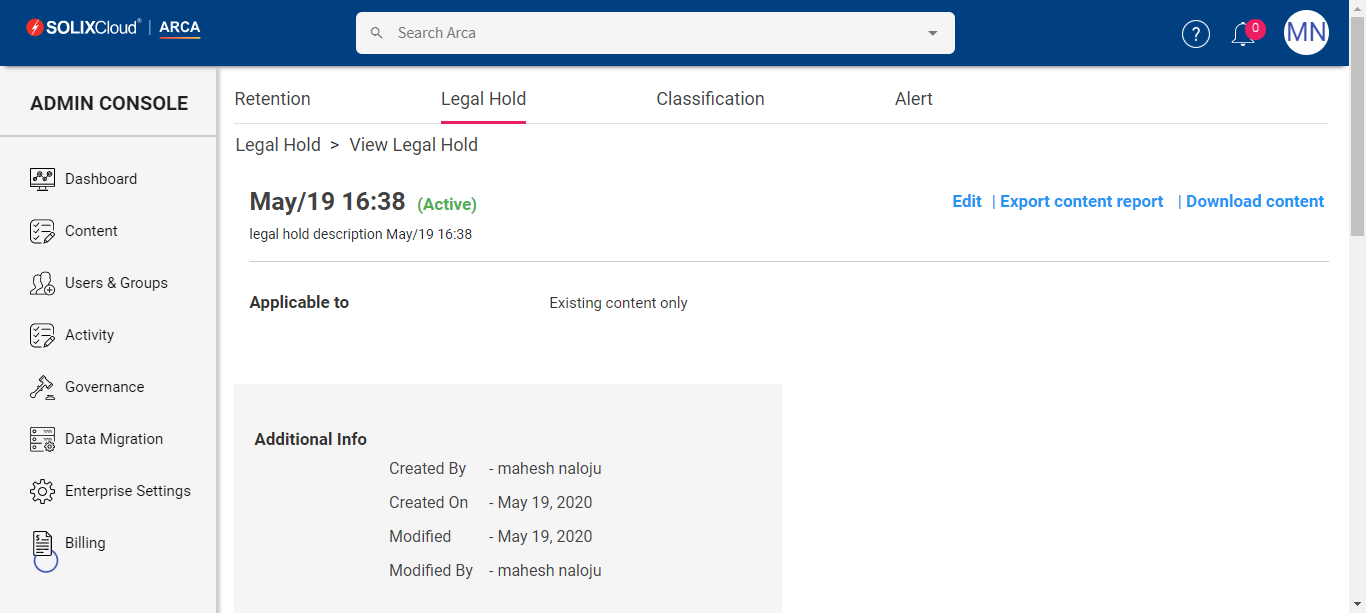 SOLIXCloud | ARCA
Search Arca
?
0
MN
ADMIN CONSOLE
Dashboard
Content
Users & Groups
Activity
Governance
Data Migration
Enterprise Settings
Billing
Retention
Legal Hold
Classification
Alert
Legal Hold > View Legal Hold
May/19 16:38 (Active)
Edit | Export content report | Download content
legal hold description May/19 16:38
Applicable to Existing content only
Additional Info
Created By - mahesh naloju
Created On - May 19, 2020
Modified - May 19, 2020
Modified By - mahesh naloju